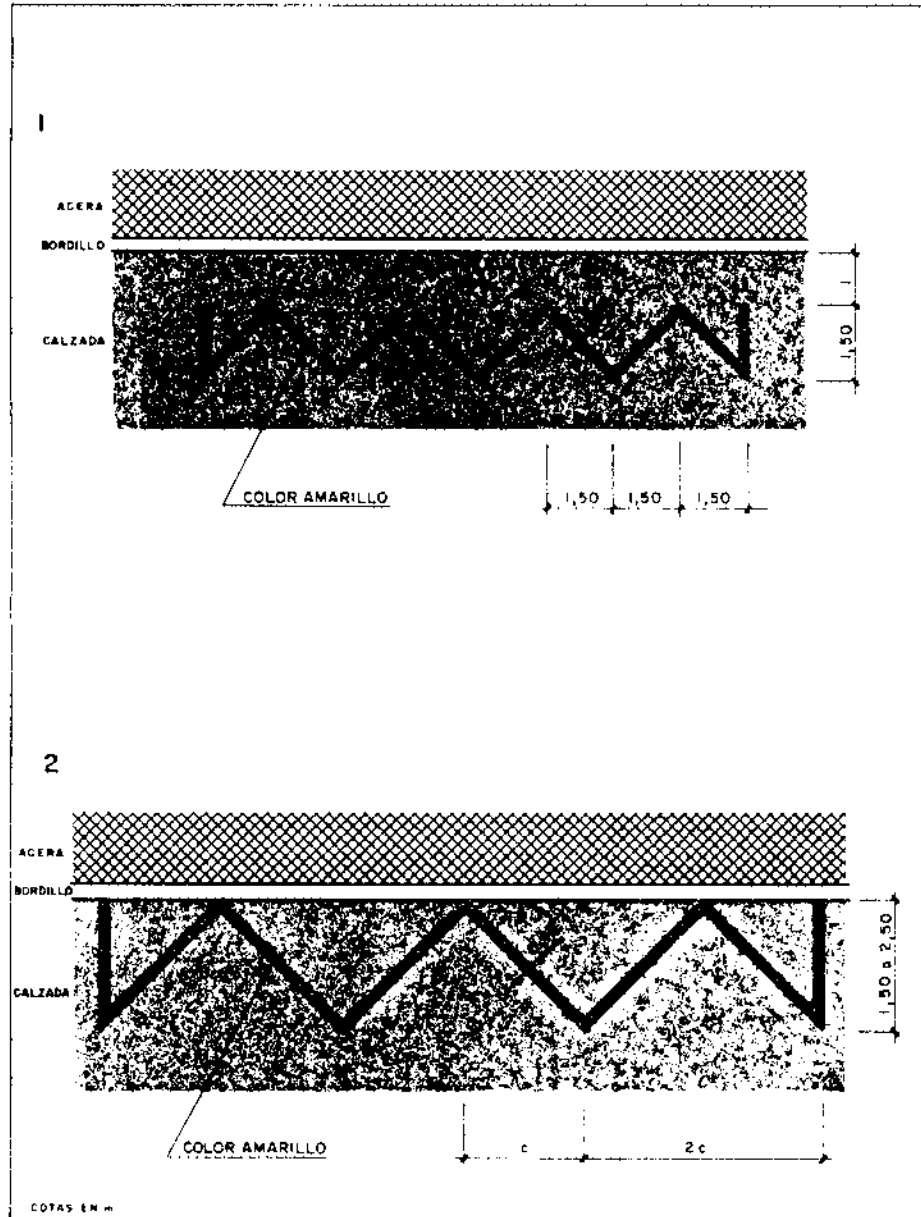 1
ACERA
BORDILLO
CALZADA
1
1,50
COLOR AMARILLO
1,50 1,50 1,50
2
ACERA
BORDILLO
CALZADA
1,50 a 2,50
COLOR AMARILLO
c 2c
COTAS EN m